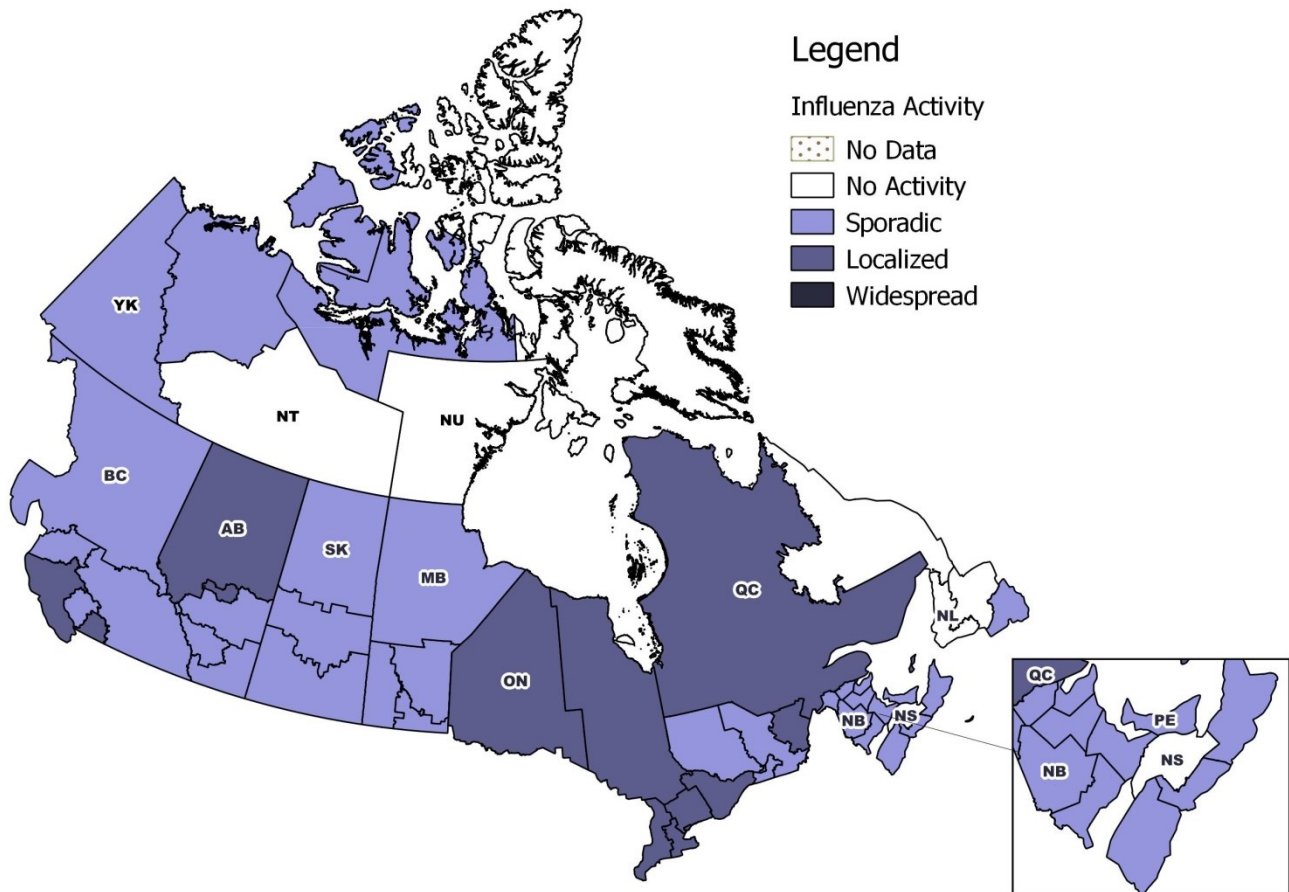 Legend
Influenza Activity
No Data
No Activity
Sporadic
Localized
Widespread
YK
NT
NU
BC
AB
SK
MB
QC
NL
ON
NB
NS
QC
PE
NS
NB